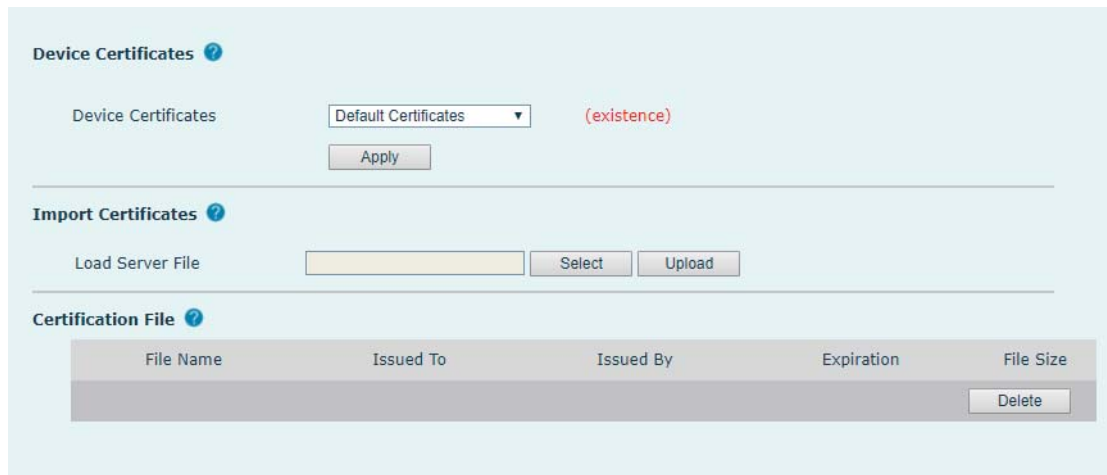 Device Certificates ?
Device Certificates Default Certificates (existence)
Apply
Import Certificates ?
Load Server File Select Upload
Certification File ?
File Name Issued To Issued By Expiration File Size
Delete